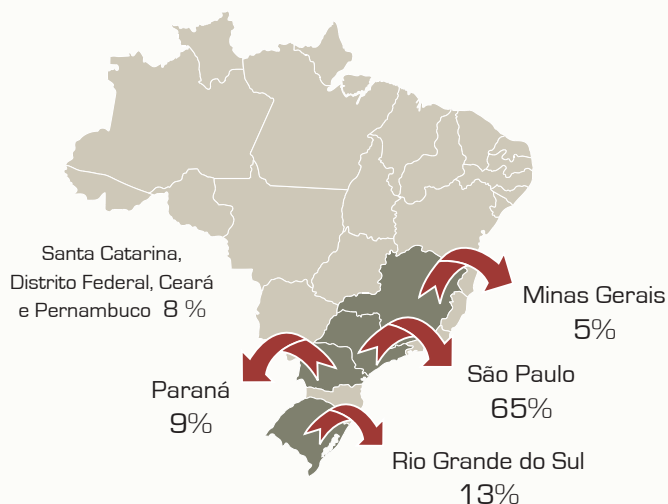 Santa Catarina,
Distrito Federal, Ceará
e Pernambuco 8 %
Minas Gerais
5%
São Paulo
65%
Paraná
9%
Rio Grande do Sul
13%